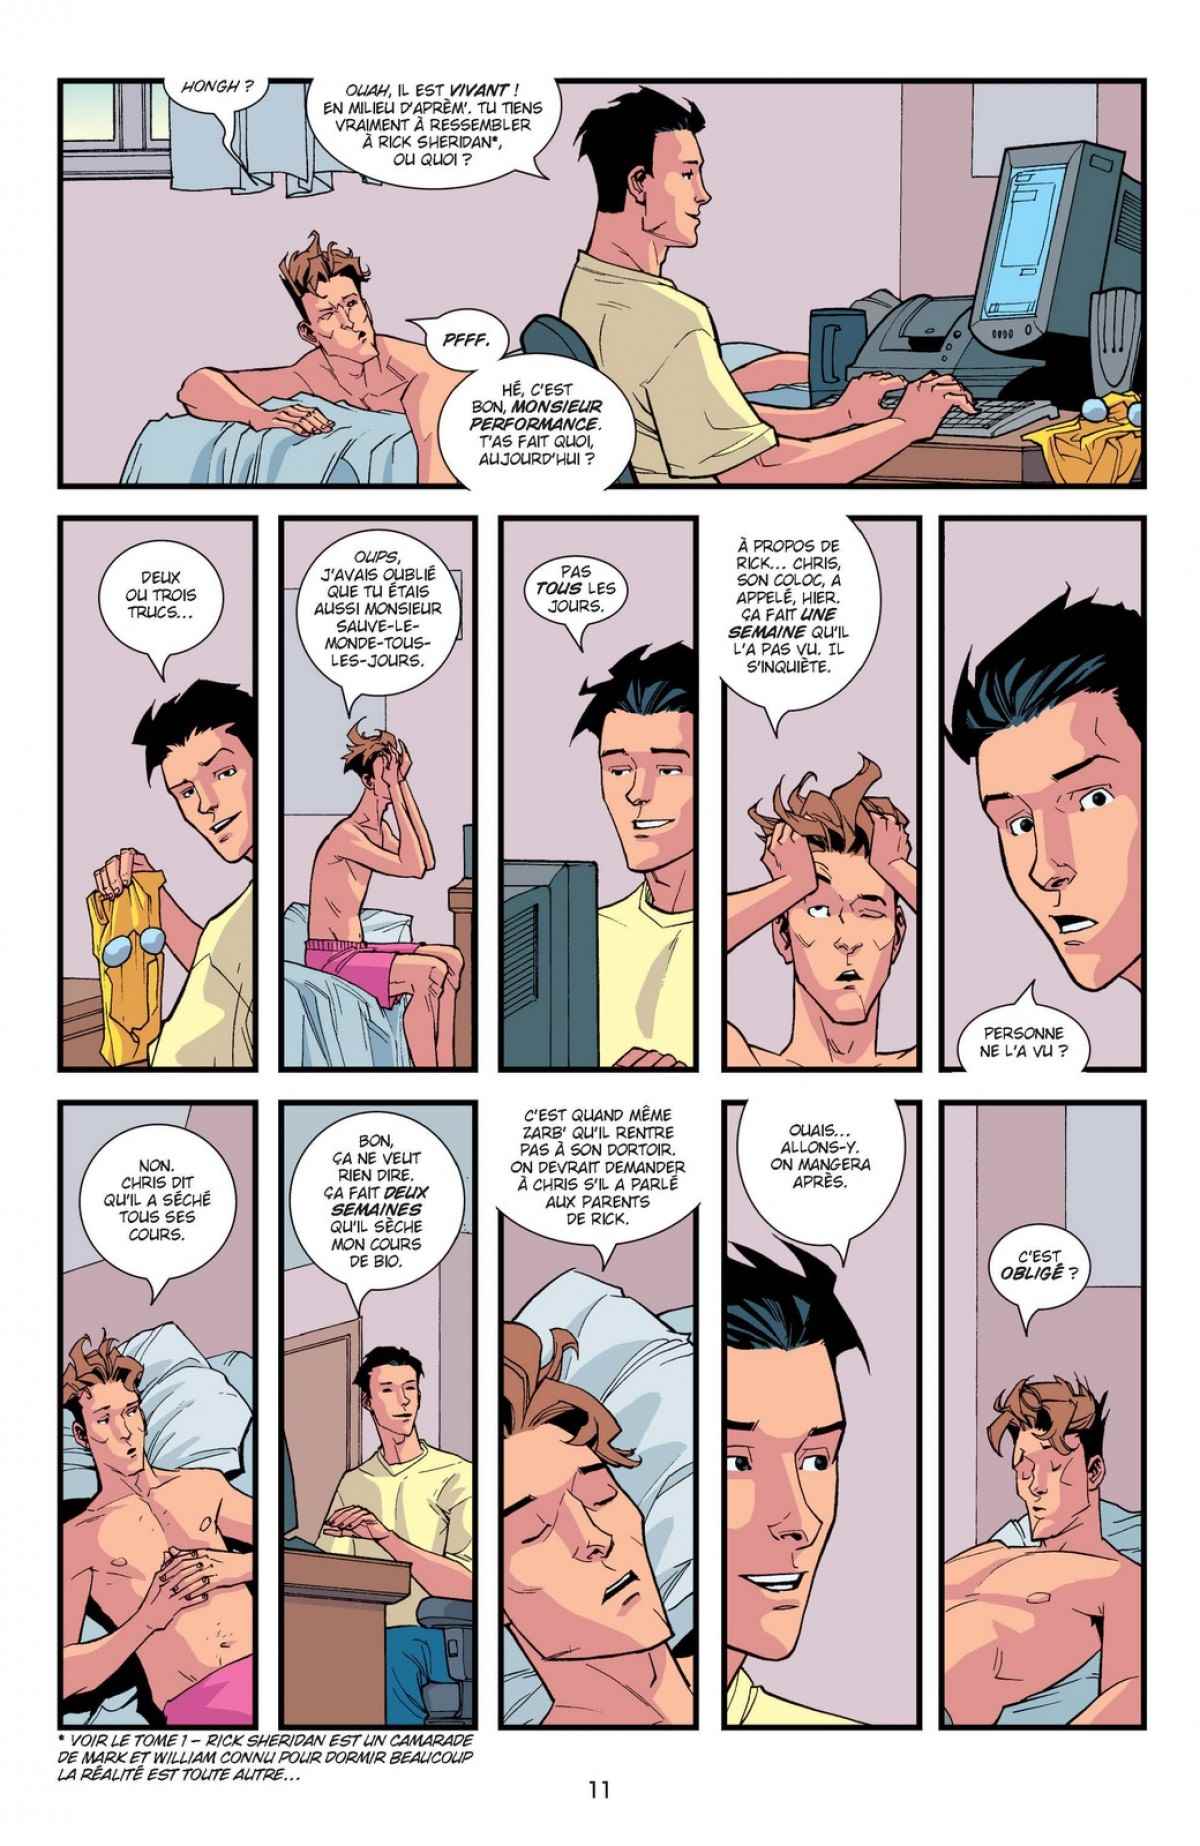 HONGH ?
OUAH, IL EST VIVANT !
EN MILIEU D'APRÈM'. TU TIENS
VRAIMENT À RESSEMBLER
À RICK SHERIDAN*,
OU QUOI ?
PFFF.
HÉ, C'EST
BON, MONSIEUR
PERFORMANCE.
T'AS FAIT QUOI,
AUJOURD'HUI ?
DEUX
OU TROIS
TRUCS...
OUPS,
J'AVAIS OUBLIÉ
QUE TU ÉTAIS
AUSSI MONSIEUR
SAUVE-LE-
MONDE-TOUS-
LES-JOURS.
PAS
TOUS LES
JOURS.
À PROPOS DE
RICK... CHRIS,
SON COLOC, A
APPELÉ, HIER.
ÇA FAIT UNE
SEMAINE QU'IL
L'A PAS VU. IL
S'INQUIÈTE.
PERSONNE
NE L'A VU ?
NON.
CHRIS DIT
QU'IL A SÉCHÉ
TOUS SES
COURS.
BON,
ÇA NE VEUT
RIEN DIRE.
ÇA FAIT DEUX
SEMAINES
QU'IL SÈCHE
MON COURS
DE BIO.
C'EST QUAND MÊME
ZARB' QU'IL RENTRE
PAS À SON DORTOIR.
ON DEVRAIT DEMANDER
À CHRIS S'IL A PARLÉ
AUX PARENTS
DE RICK.
OUAIS...
ALLONS-Y.
ON MANGERA
APRÈS.
C'EST
OBLIGÉ ?
* VOIR LE TOME 1 – RICK SHERIDAN EST UN CAMARADE
DE MARK ET WILLIAM CONNU POUR DORMIR BEAUCOUP
LA RÉALITÉ EST TOUTE AUTRE...
11